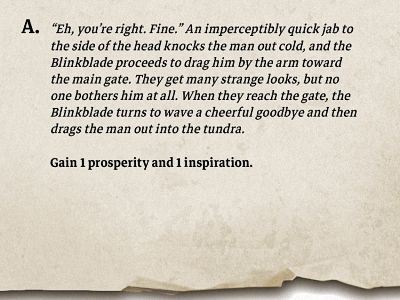 A. “Eh, you’re right. Fine.” An imperceptibly quick jab to
the side of the head knocks the man out cold, and the
Blinkblade proceeds to drag him by the arm toward
the main gate. They get many strange looks, but no
one bothers him at all. When they reach the gate, the
Blinkblade turns to wave a cheerful goodbye and then
drags the man out into the tundra.
Gain 1 prosperity and 1 inspiration.